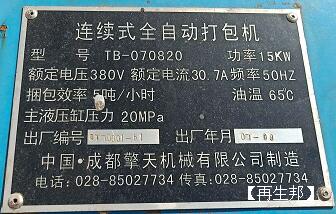 连续式全自动打包机
型 号 TB-070820 功率15KW
额定电压380V 额定电流30.7A 频率50HZ
捆包效率5吨/小时 油温 65℃
主液压缸压力 20MPa
出厂编号 出厂年月
中国·成都擎天机械有限公司制造
电话:028-85027734 传真:028-85027734
【再生邦】